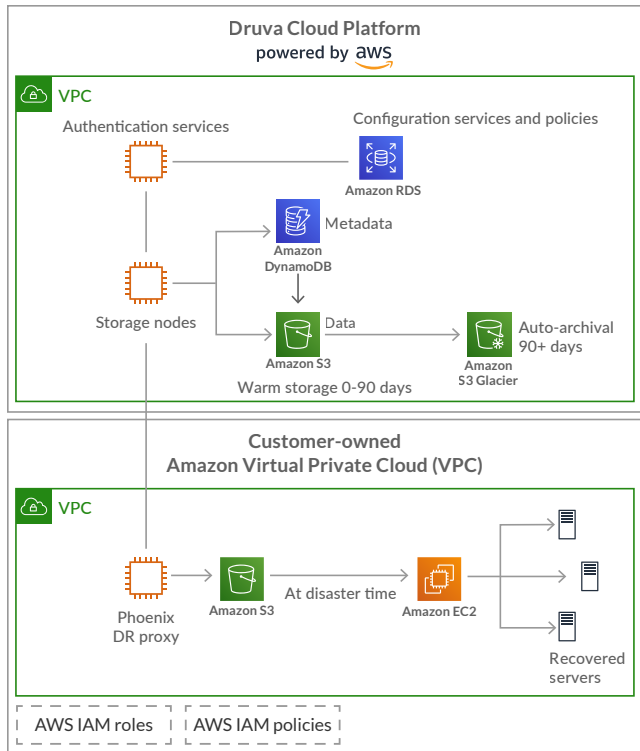 Druva Cloud Platform
powered by aws
VPC
Authentication services
Configuration services and policies
Amazon RDS
Metadata
Amazon
DynamoDB
Storage nodes
Data
Amazon S3
Auto-archival
90+ days
Amazon
S3 Glacier
Warm storage 0-90 days
Customer-owned
Amazon Virtual Private Cloud (VPC)
VPC
Phoenix
DR proxy
Amazon S3
At disaster time
Amazon EC2
Recovered
servers
AWS IAM roles
AWS IAM policies